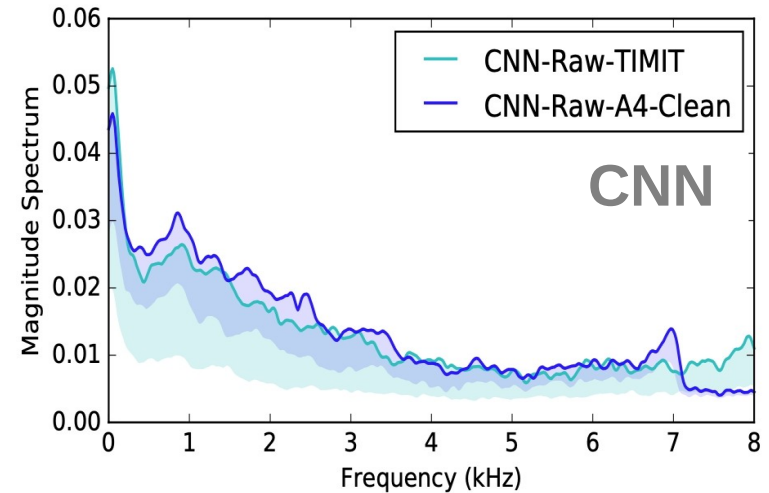 0.06
0.05
0.04
0.03
0.02
0.01
0.00
Magnitude Spectrum
CNN-Raw-TIMIT
CNN-Raw-A4-Clean
CNN
0 1 2 3 4 5 6 7 8
Frequency (kHz)